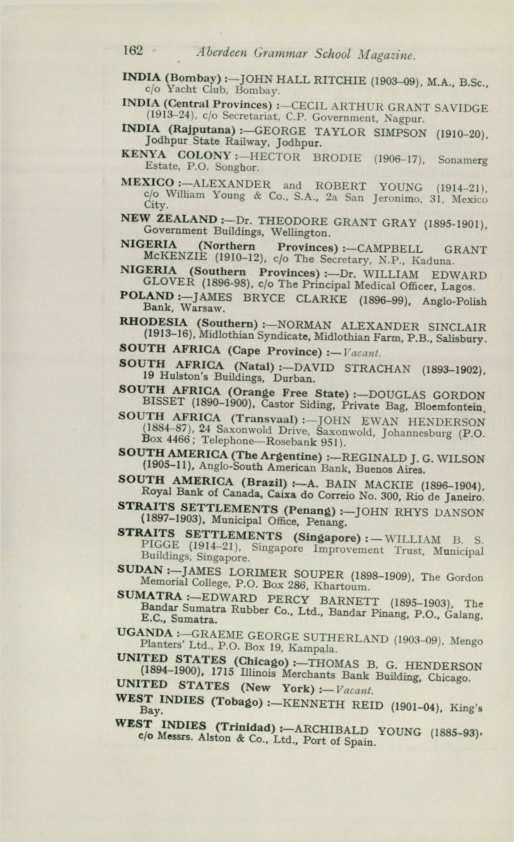 162 Aberdeen Grammar School Magazine.
INDIA (Bombay) :—JOHN HALL RITCHIE (1903-09), M.A., B.Sc.,
c/o Yacht Club, Bombay.
INDIA (Central Provinces) :—CECIL ARTHUR GRANT SAVIDGE
(1913-24), c/o Secretariat, C.P. Government, Nagpur.
INDIA (Rajputana) :—GEORGE TAYLOR SIMPSON (1910-20),
Jodhpur State Railway, Jodhpur.
KENYA COLONY :—HECTOR BRODIE (1906-17), Sonamerg
Estate, P.O. Songhor.
MEXICO :—ALEXANDER and ROBERT YOUNG (1914-21),
c/o William Young & Co., S.A., 2a San Jeronimo, 31, Mexico
City.
NEW ZEALAND :—Dr. THEODORE GRANT GRAY (1895-1901),
Government Buildings, Wellington.
NIGERIA (Northern Provinces) :—CAMPBELL GRANT
McKENZIE (1910-12), c/o The Secretary, N.P., Kaduna.
NIGERIA (Southern Provinces) :—Dr. WILLIAM EDWARD
GLOVER (1896-98), c/o The Principal Medical Officer, Lagos.
POLAND :—JAMES BRYCE CLARKE (1896-99), Anglo-Polish
Bank, Warsaw.
RHODESIA (Southern) :—NORMAN ALEXANDER SINCLAIR
(1913-16), Midlothian Syndicate, Midlothian Farm, P.B., Salisbury.
SOUTH AFRICA (Cape Province) :—Vacant.
SOUTH AFRICA (Natal) :—DAVID STRACHAN (1893-1902),
19 Hulston's Buildings, Durban.
SOUTH AFRICA (Orange Free State) :—DOUGLAS GORDON
BISSET (1890-1900), Castor Siding, Private Bag, Bloemfontein.
SOUTH AFRICA (Transvaal) :—JOHN EWAN HENDERSON
(1884-87), 24 Saxonwold Drive, Saxonwold, Johannesburg (P.O.
Box 4466; Telephone—Rosebank 951).
SOUTH AMERICA (The Argentine) :—REGINALD J. G. WILSON
(1905-11), Anglo-South American Bank, Buenos Aires.
SOUTH AMERICA (Brazil) :—A. BAIN MACKIE (1896-1904),
Royal Bank of Canada, Caixa do Correio No. 300, Rio de Janeiro.
STRAITS SETTLEMENTS (Penang) :—JOHN RHYS DANSON
(1897-1903), Municipal Office, Penang.
STRAITS SETTLEMENTS (Singapore) :—WILLIAM B. S.
PIGGE (1914-21), Singapore Improvement Trust, Municipal
Buildings, Singapore.
SUDAN :—JAMES LORIMER SOUPER (1898-1909), The Gordon
Memorial College, P.O. Box 286, Khartoum.
SUMATRA :—EDWARD PERCY BARNETT (1895-1903), The
Bandar Sumatra Rubber Co., Ltd., Bandar Pinang, P.O., Galang,
E.C., Sumatra.
UGANDA :—GRAEME GEORGE SUTHERLAND (1903-09), Mengo
Planters' Ltd., P.O. Box 19, Kampala.
UNITED STATES (Chicago) :—THOMAS B. G. HENDERSON
(1894-1900), 1715 Illinois Merchants Bank Building, Chicago.
UNITED STATES (New York) :—Vacant.
WEST INDIES (Tobago) :—KENNETH REID (1901-04), King's
Bay.
WEST INDIES (Trinidad) :—ARCHIBALD YOUNG (1885-93),
c/o Messrs. Alston & Co., Ltd., Port of Spain.